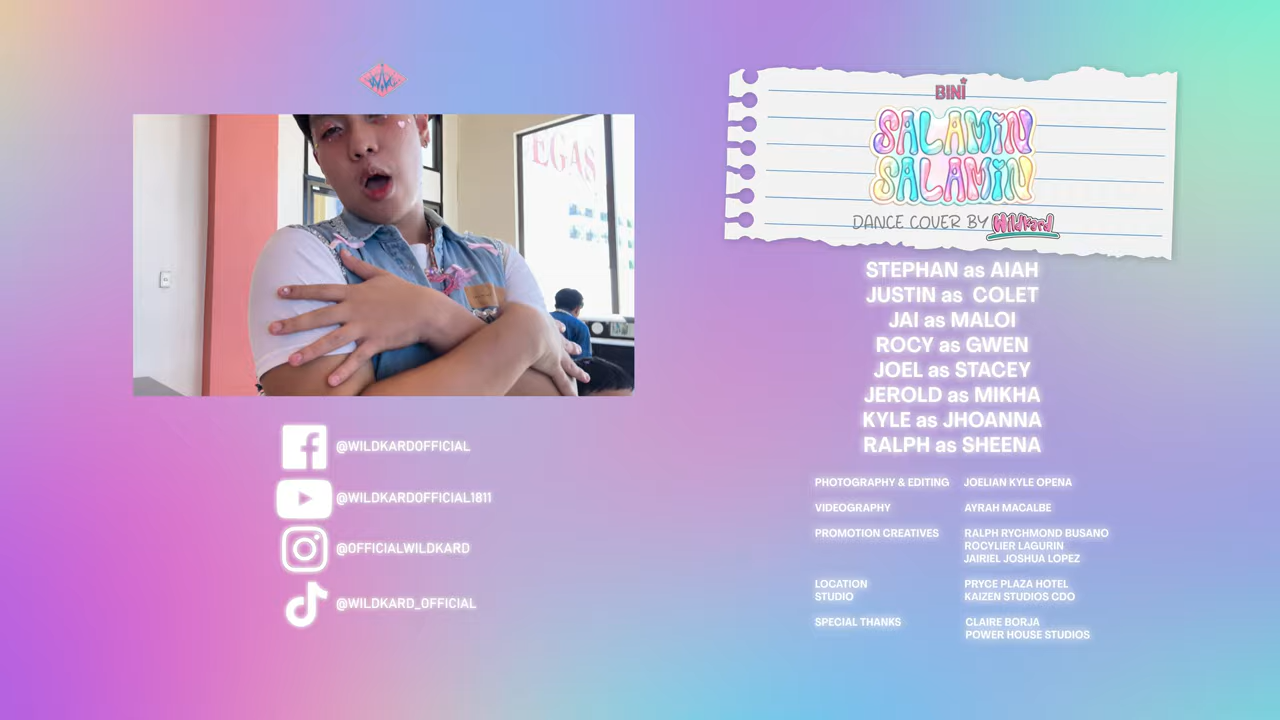 EGAS
@WILDKARDOFFICIAL
@WILDKARDOFFICIAL1811
@OFFICIALWILDKARD
@WILDKARD_OFFICIAL
BINI
SALAMIN
SALAMIN
DANCE COVER BY Wildkard
STEPHAN as AIAH
JUSTIN as COLET
JAI as MALOI
ROCY as GWEN
JOEL as STACEY
JEROLD as MIKHA
KYLE as JHOANNA
RALPH as SHEENA
PHOTOGRAPHY & EDITING JOELIAN KYLE OPENA
VIDEOGRAPHY AYRAH MACALBE
PROMOTION CREATIVES RALPH RYCHMOND BUSANO
ROCYLIER LAGURIN
JAIRIEL JOSHUA LOPEZ
LOCATION PRYCE PLAZA HOTEL
STUDIO KAIZEN STUDIOS CDO
SPECIAL THANKS CLAIRE BORJA
POWER HOUSE STUDIOS